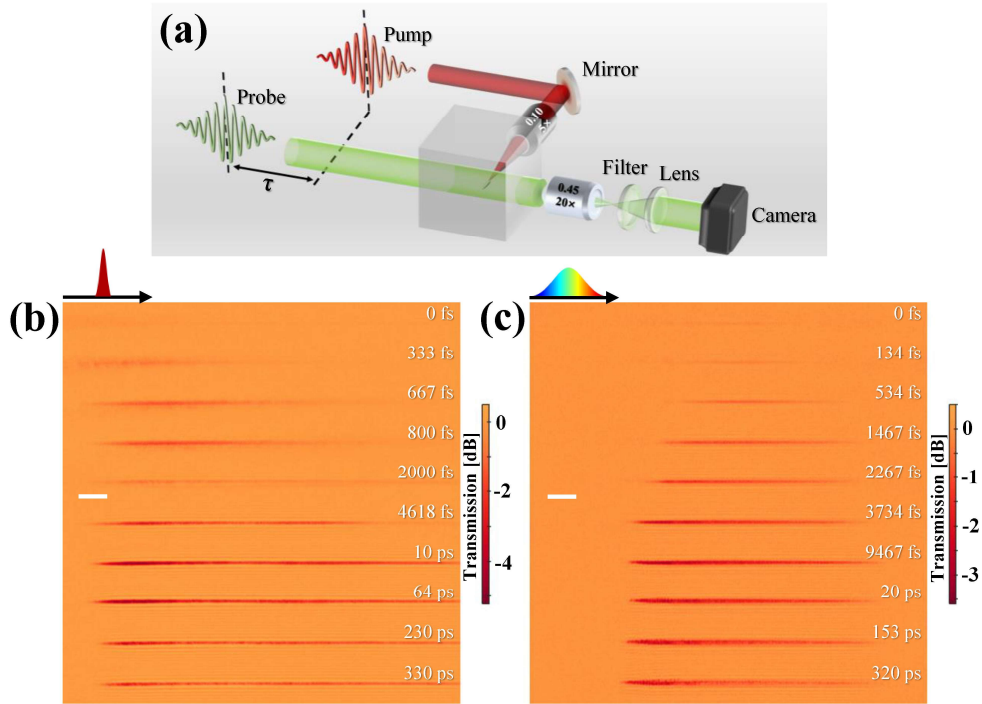 (a)
Pump
Mirror
Probe
0.10
5×
τ
Filter
Lens
0.45
20×
Camera
(b)
0 fs
333 fs
667 fs
800 fs
2000 fs
4618 fs
10 ps
64 ps
230 ps
330 ps
0
-2
-4
Transmission [dB]
(c)
0 fs
134 fs
534 fs
1467 fs
2267 fs
3734 fs
9467 fs
20 ps
153 ps
320 ps
0
-1
-2
-3
Transmission [dB]